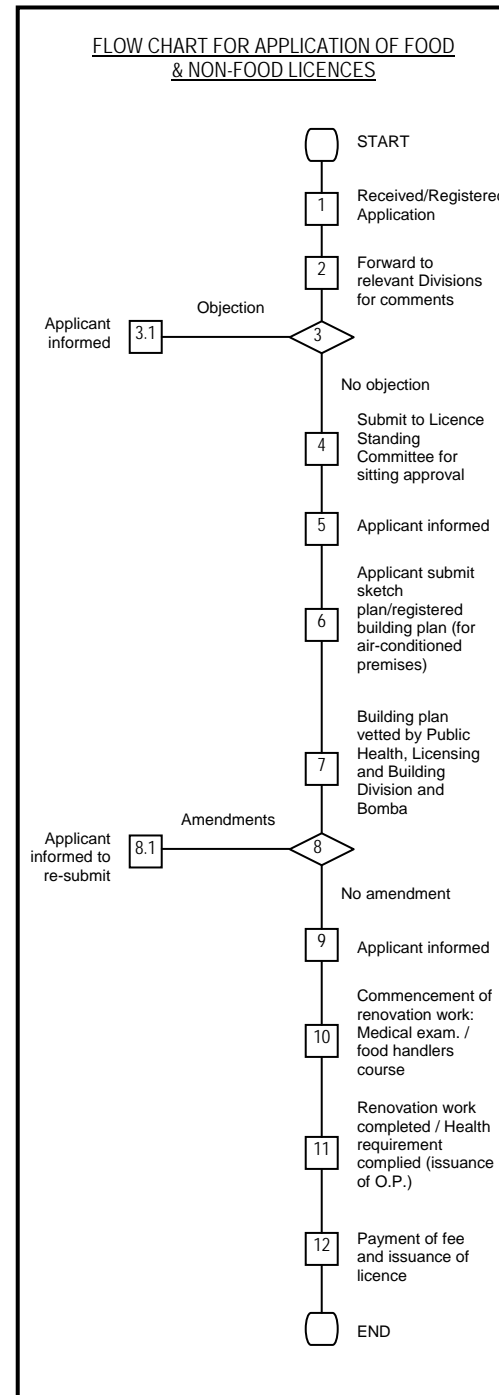 FLOW CHART FOR APPLICATION OF FOOD
& NON-FOOD LICENCES
START
1
Received/Registered
Application
2
Forward to
relevant Divisions
for comments
Objection
Applicant
informed
3.1
3
No objection
4
Submit to Licence
Standing
Committee for
sitting approval
5
Applicant informed
6
Applicant submit
sketch
plan/registered
building plan (for
air-conditioned
premises)
7
Building plan
vetted by Public
Health, Licensing
and Building
Division and
Bomba
Amendments
Applicant
informed to
re-submit
8.1
8
No amendment
9
Applicant informed
10
Commencement of
renovation work:
Medical exam. /
food handlers
course
11
Renovation work
completed / Health
requirement
complied (issuance
of O.P.)
12
Payment of fee
and issuance of
licence
END